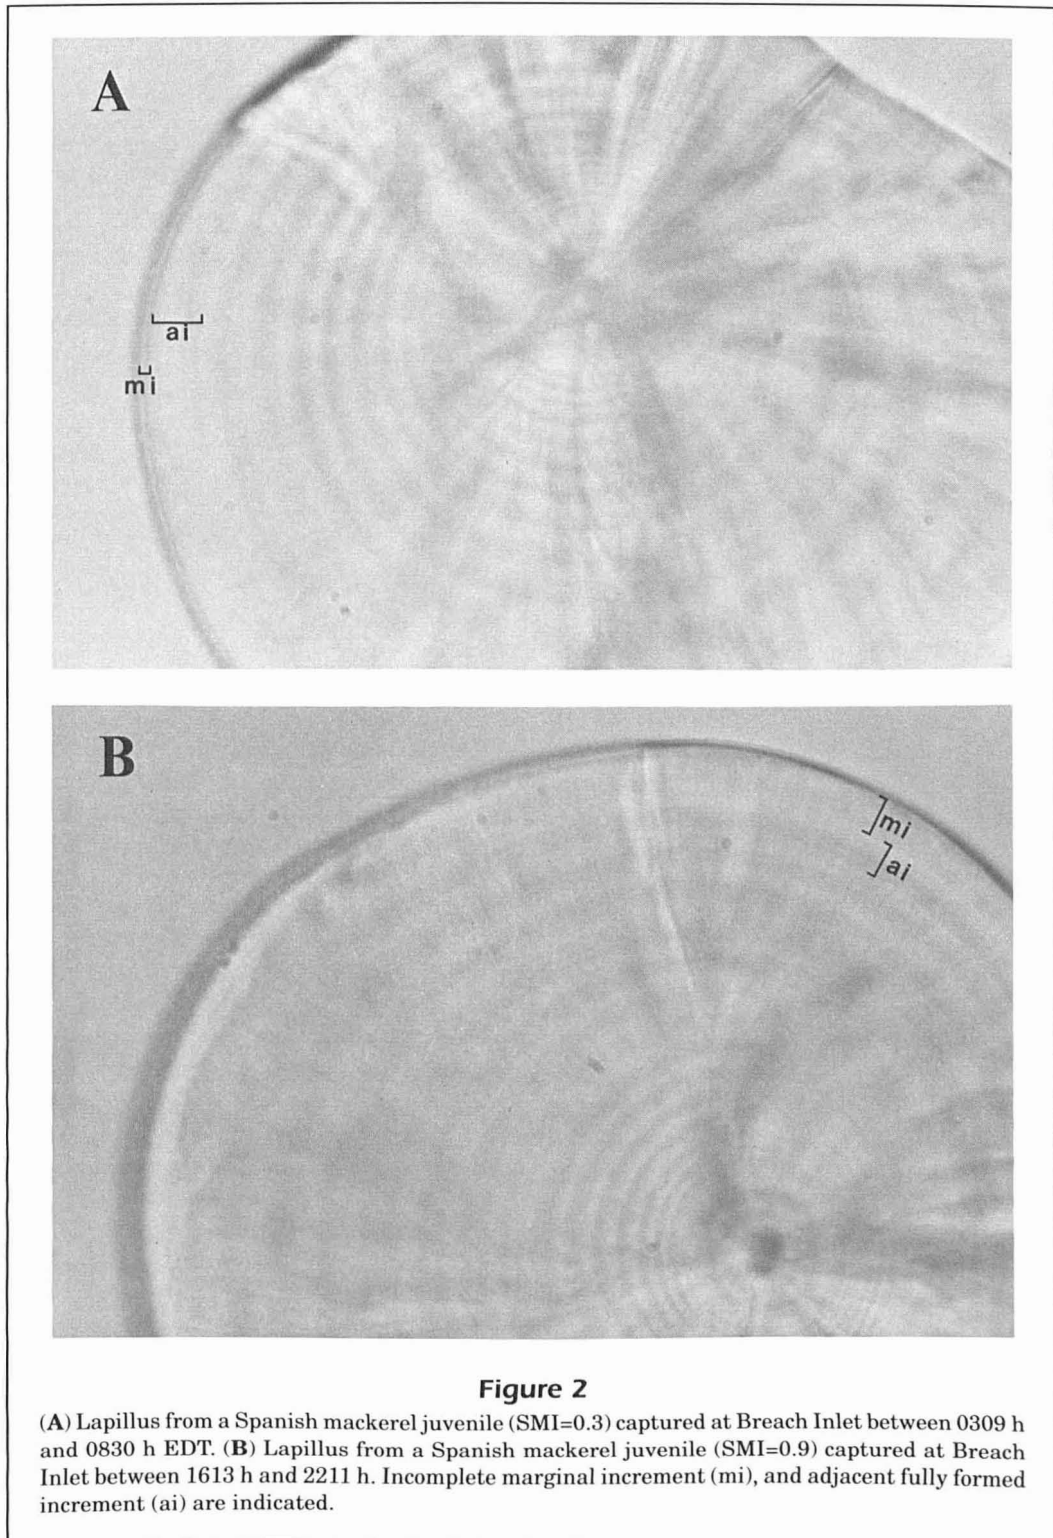 A
ai
mi
B
mi
ai
Figure 2
(A) Lapillus from a Spanish mackerel juvenile (SMI=0.3) captured at Breach Inlet between 0309 h
and 0830 h EDT. (B) Lapillus from a Spanish mackerel juvenile (SMI=0.9) captured at Breach
Inlet between 1613 h and 2211 h. Incomplete marginal increment (mi), and adjacent fully formed
increment (ai) are indicated.